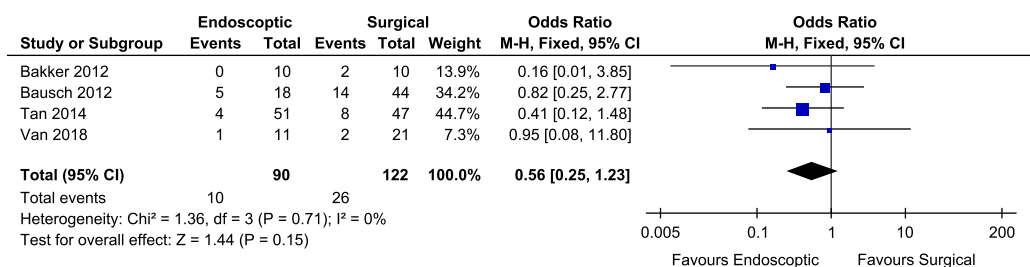 Endoscoptic Surgical Odds Ratio Odds Ratio
Study or Subgroup Events Total Events Total Weight M-H, Fixed, 95% CI M-H, Fixed, 95% CI
Bakker 2012 0 10 2 10 13.9% 0.16 [0.01, 3.85]
Bausch 2012 5 18 14 44 34.2% 0.82 [0.25, 2.77]
Tan 2014 4 51 8 47 44.7% 0.41 [0.12, 1.48]
Van 2018 1 11 2 21 7.3% 0.95 [0.08, 11.80]
Total (95% CI) 90 122 100.0% 0.56 [0.25, 1.23]
Total events 10 26
Heterogeneity: Chi² = 1.36, df = 3 (P = 0.71); I² = 0%
Test for overall effect: Z = 1.44 (P = 0.15)
0.005 0.1 1 10 200
Favours Endoscoptic Favours Surgical